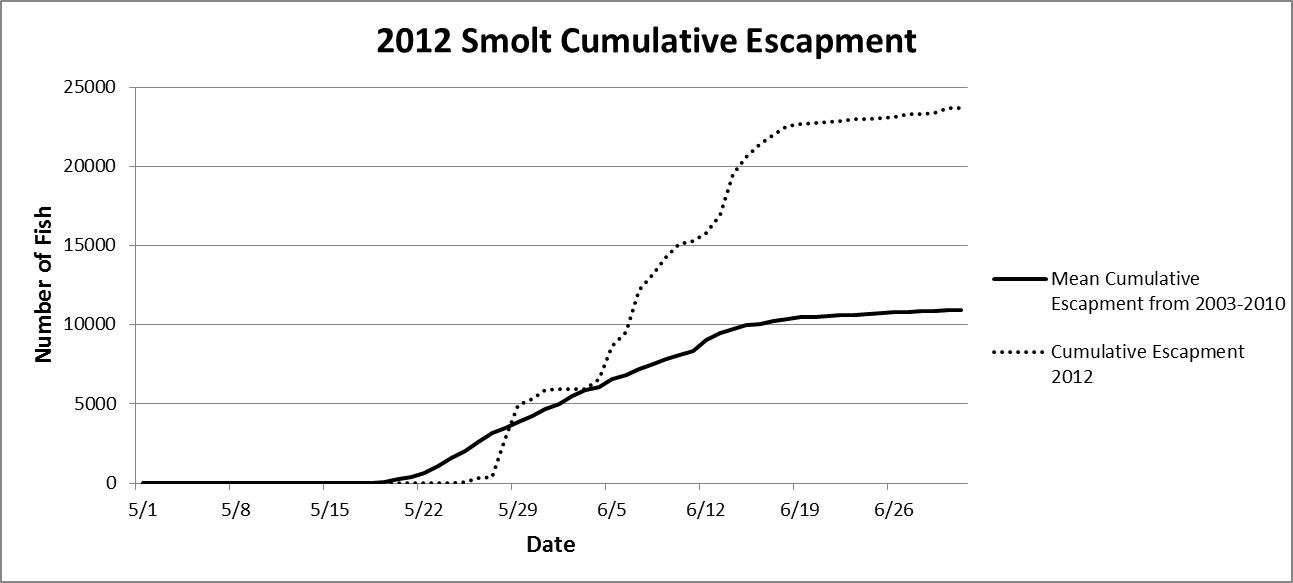 2012 Smolt Cumulative Escapment
25000
20000
15000
10000
5000
0
Number of Fish
5/1 5/8 5/15 5/22 5/29 6/5 6/12 6/19 6/26
Date
Mean Cumulative
Escapment from 2003-2010
Cumulative Escapment
2012